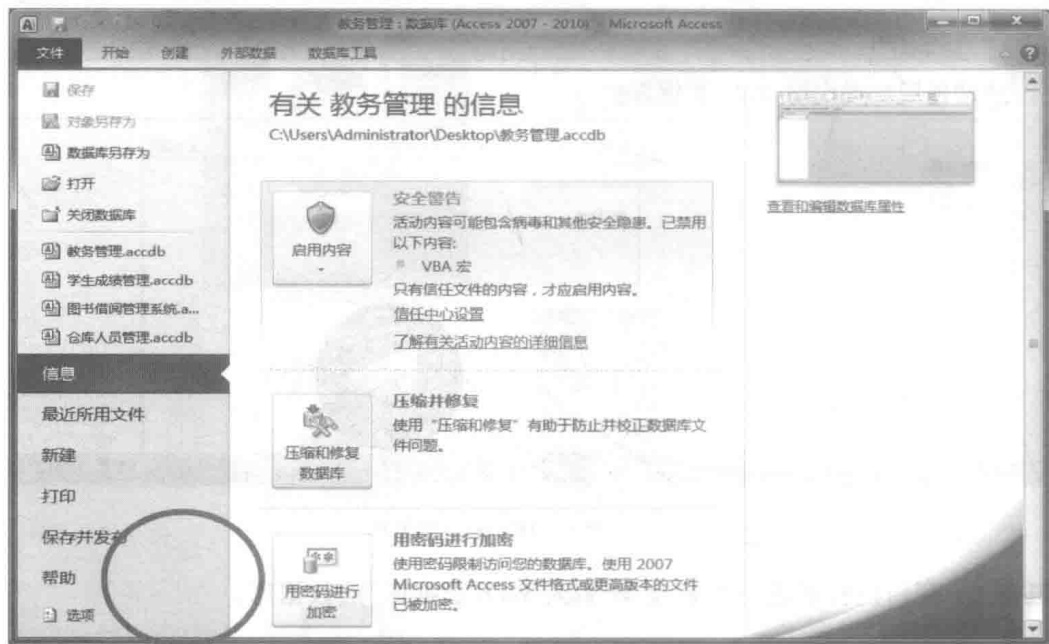 教务管理:数据库 (Access 2007 - 2010) - Microsoft Access
文件 开始 创建 外部数据 数据库工具
保存
对象另存为
数据库另存为
打开
关闭数据库
教务管理.accdb
学生成绩管理.accdb
图书借阅管理系统.a...
仓库人员管理.accdb
信息
最近所用文件
新建
打印
保存并发布
帮助
选项
有关 教务管理 的信息
C:\Users\Administrator\Desktop\教务管理.accdb
启用内容
安全警告
活动内容可能包含病毒和其他安全隐患。已禁用
以下内容:
VBA 宏
只有信任文件的内容,才应启用内容。
信任中心设置
了解有关活动内容的详细信息
压缩和修复
数据库
压缩并修复
使用“压缩和修复”有助于防止并校正数据库文
件问题。
用密码进行
加密
用密码进行加密
使用密码限制访问您的数据库。使用 2007
Microsoft Access 文件格式或更高版本的文件
已被加密。
查看和编辑数据库属性